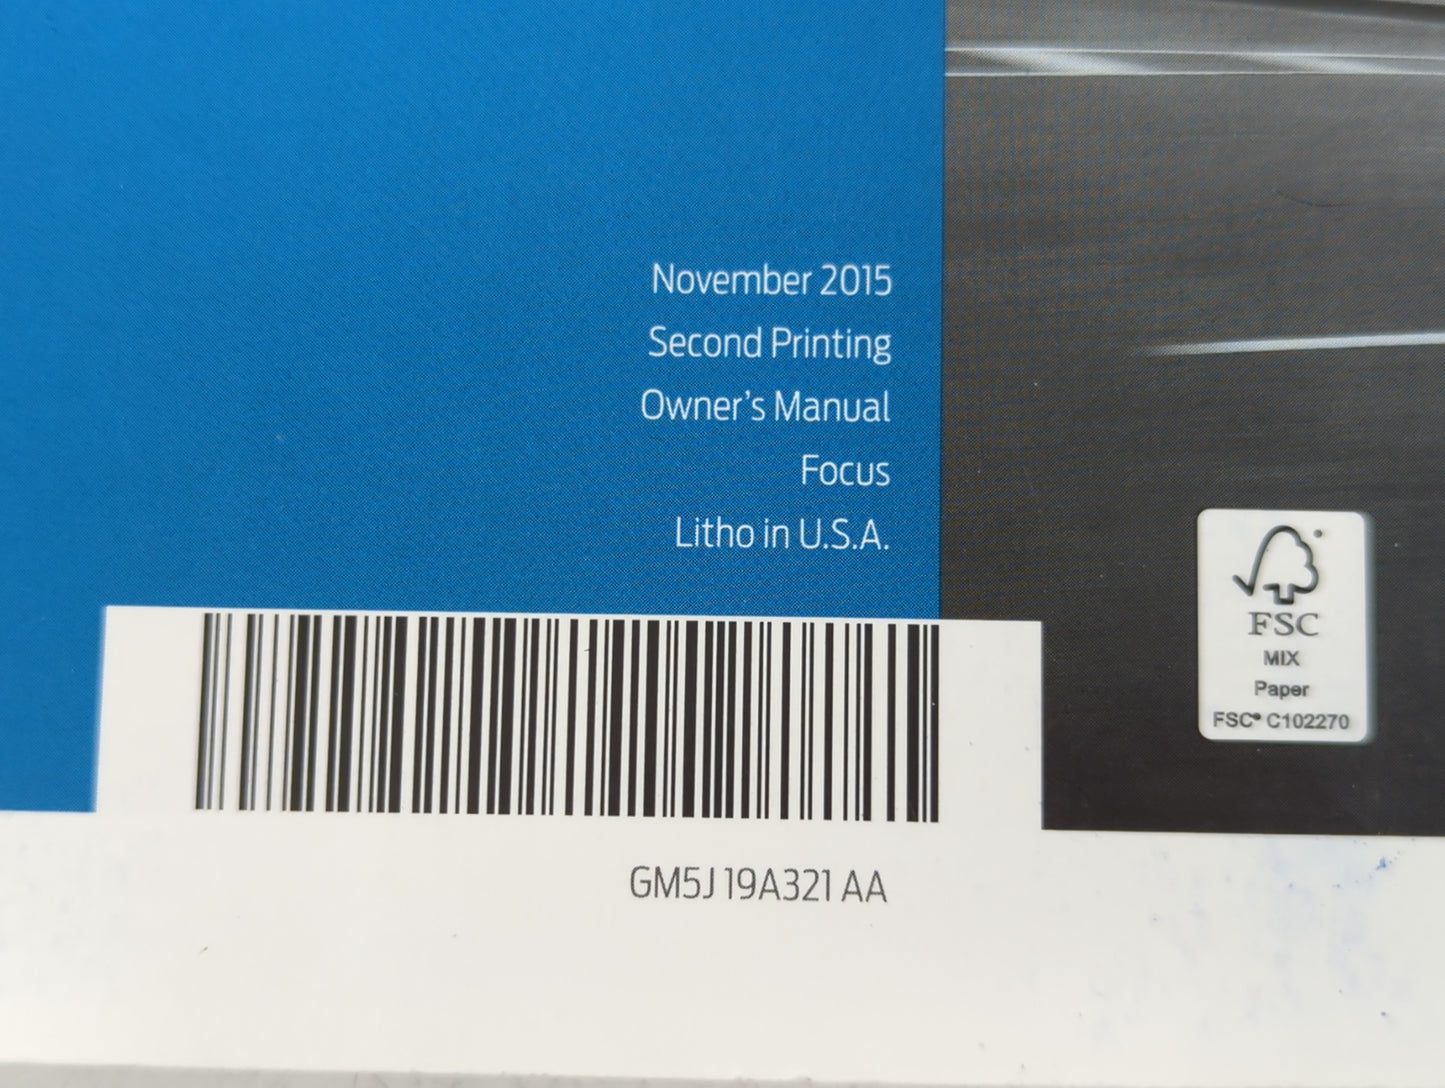 November 2015
Second Printing
Owner's Manual
Focus
Litho in U.S.A.
FSC
MIX
Paper
FSC® C102270
GM5J 19A321 AA